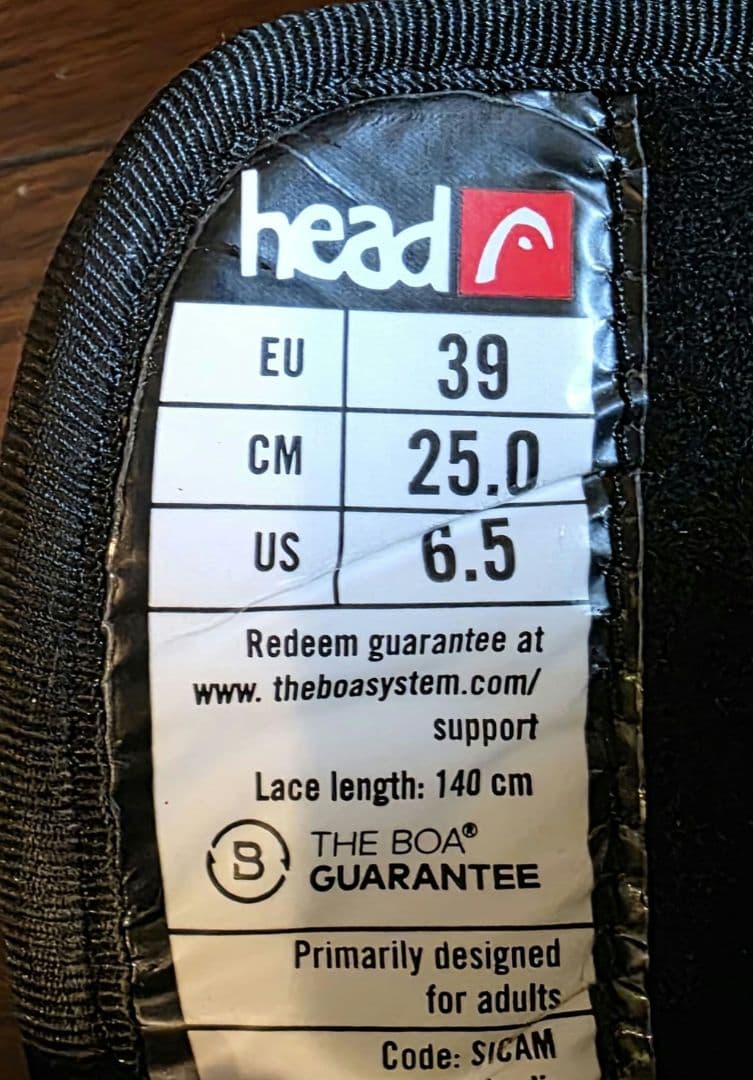 head
EU 39
CM 25.0
US 6.5
Redeem guarantee at
www. theboasystem.com/
support
Lace length: 140 cm
B THE BOA®
GUARANTEE
Primarily designed
for adults
Code: S/CAM